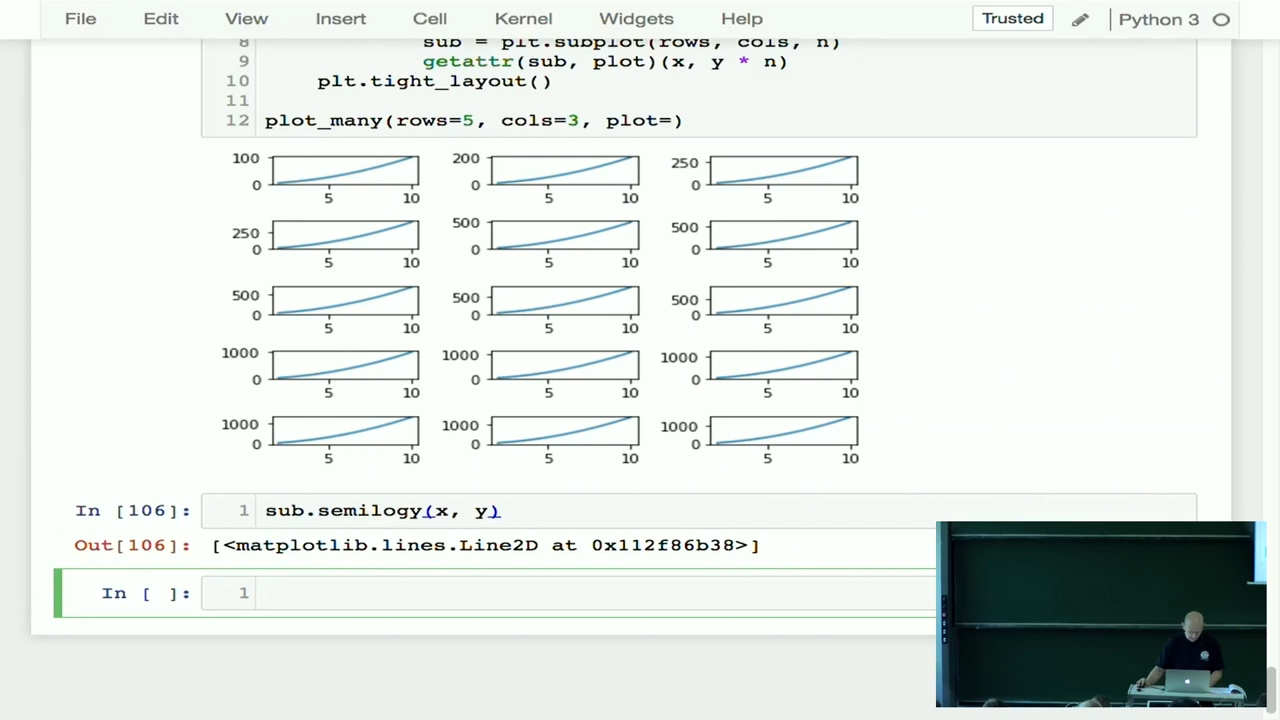 File Edit View Insert Cell Kernel Widgets Help Trusted Python 3
8 sub = plt.subplot(rows, cols, n)
9 getattr(sub, plot)(x, y * n)
10 plt.tight_layout()
11
12 plot_many(rows=5, cols=3, plot=)
100 200 250
0 0 0
5 10 5 10 5 10
250 500 500
0 0 0
5 10 5 10 5 10
500 500 500
0 0 0
5 10 5 10 5 10
1000 1000 1000
0 0 0
5 10 5 10 5 10
1000 1000 1000
0 0 0
5 10 5 10 5 10
In [106]: 1 sub.semilogy(x, y)
Out[106]: [<matplotlib.lines.Line2D at 0x112f86b38>]
In [ ]: 1